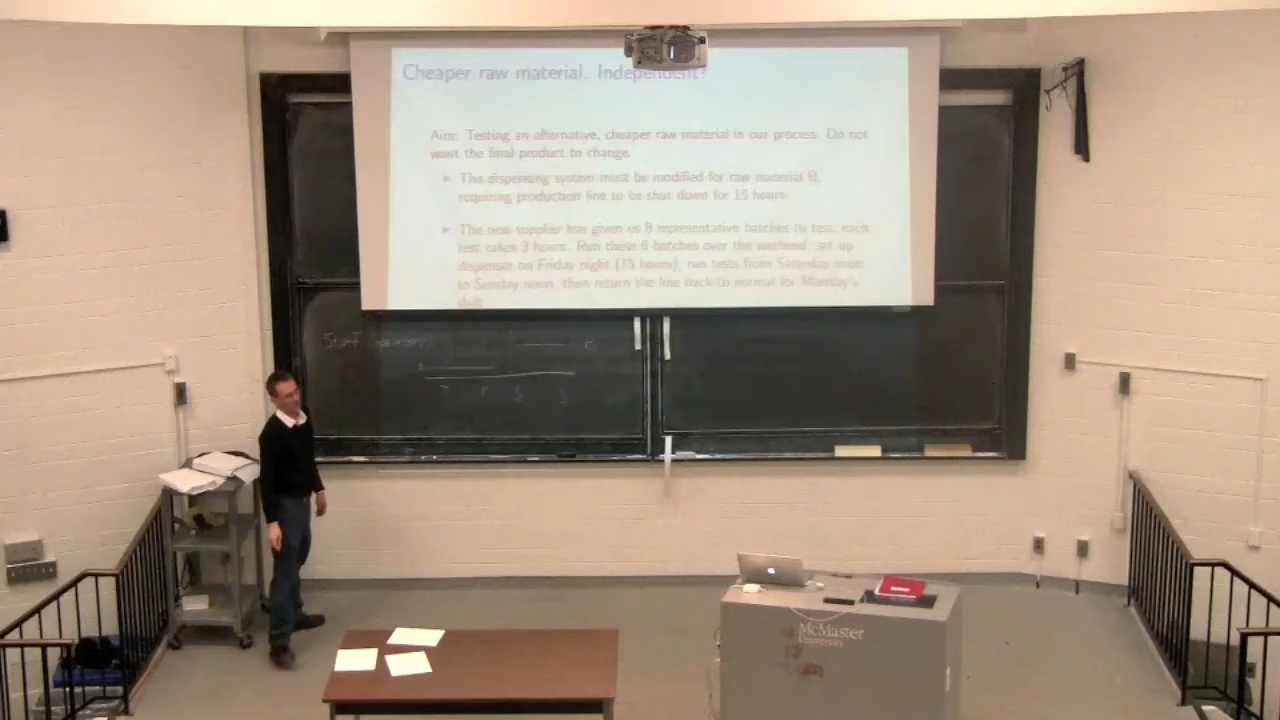 Cheaper raw material. Independent?
Aim: Testing an alternative, cheaper raw material in our process. Do not
want the final product to change.
The dispensing system must be modified for raw material B,
requiring production line to be shut down for 15 hours.
The new supplier has given us 8 representative batches to test, each
test takes 3 hours. Run these 8 batches over the weekend: set up
dispenser on Friday night (15 hours), run tests from Saturday noon
to Sunday noon, then return the line back to normal for Monday's
shift.
Staff
McMaster
University